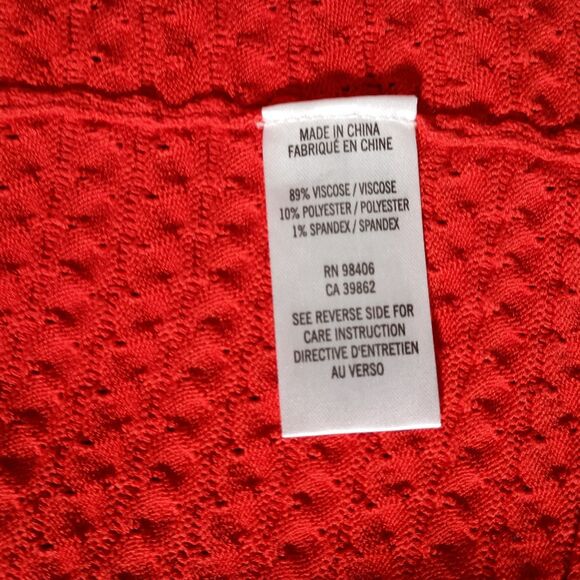 MADE IN CHINA
FABRIQUÉ EN CHINE
89% VISCOSE / VISCOSE
10% POLYESTER / POLYESTER
1% SPANDEX / SPANDEX
RN 98406
CA 39862
SEE REVERSE SIDE FOR
CARE INSTRUCTION
DIRECTIVE D'ENTRETIEN
AU VERSO